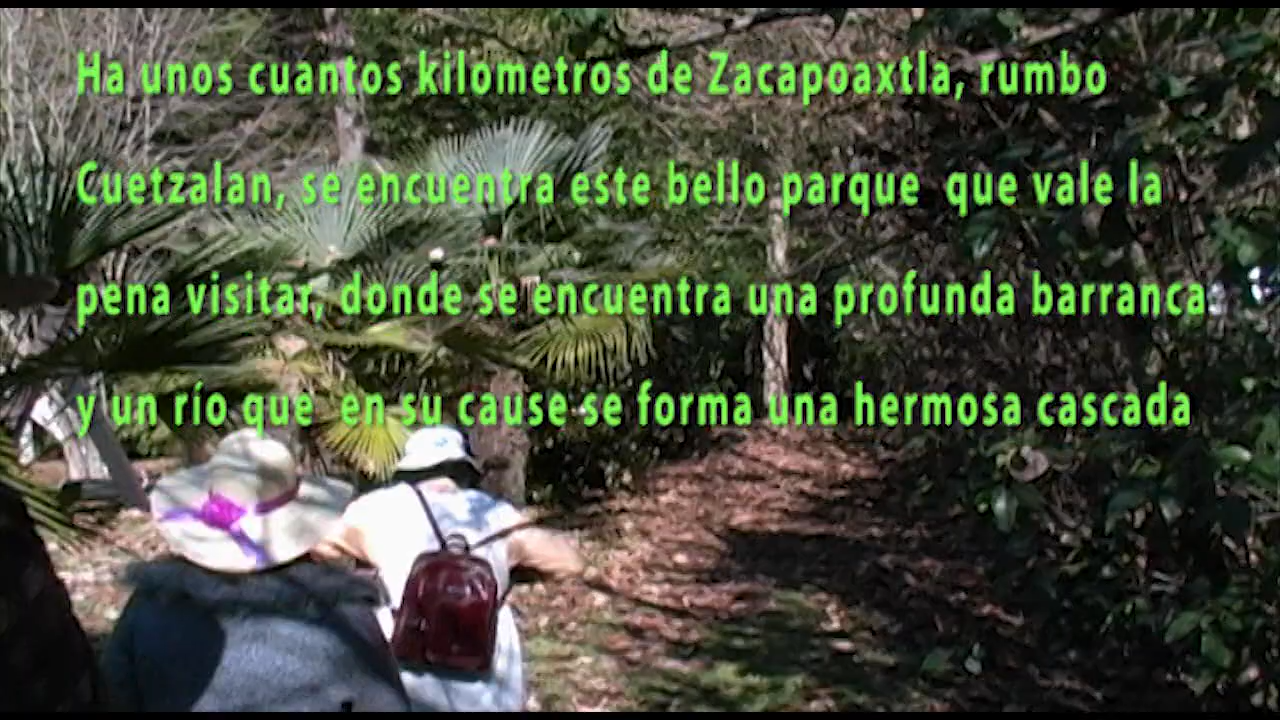 Ha unos cuantos kilometros de Zacapoaxtla, rumbo
Cuetzalan, se encuentra este bello parque que vale la
pena visitar, donde se encuentra una profunda barranca
y un río que en su cause se forma una hermosa cascada